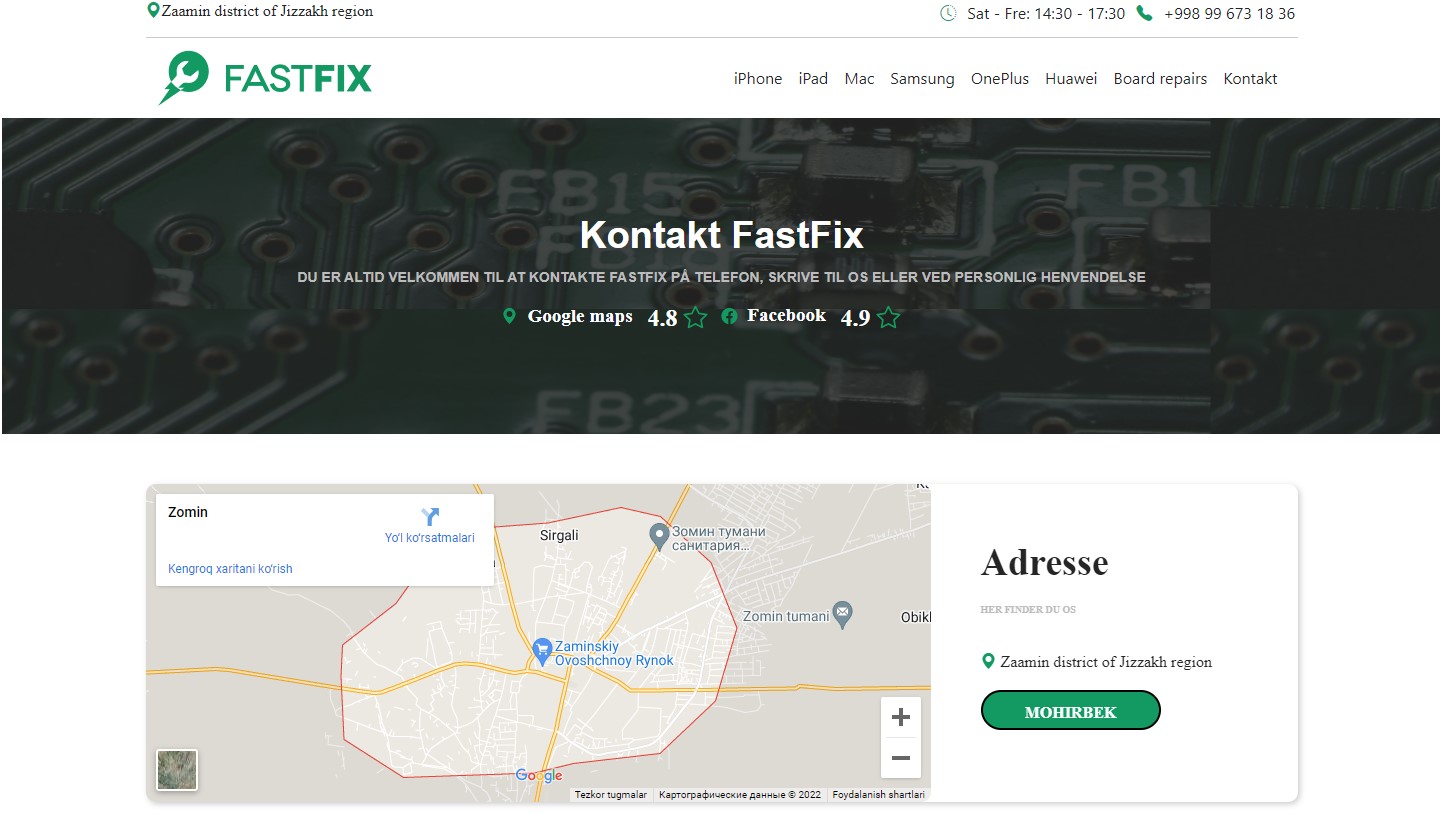 Zaamin district of Jizzakh region
Sat - Fre: 14:30 - 17:30
+998 99 673 18 36
FASTFIX
iPhone iPad Mac Samsung OnePlus Huawei Board repairs Kontakt
FB15
FB1
Kontakt FastFix
DU ER ALTID VELKOMMEN TIL AT KONTAKTE FASTFIX PÅ TELEFON, SKRIVE TIL OS ELLER VED PERSONLIG HENVENDELSE
Google maps 4.8 Facebook 4.9
FB23
Zomin
Yo'l ko'rsatmalari
Kengroq xaritani ko'rish
Sirgali
Зомин тумани
санитария...
Zomin tumani
Obikl
Zaminskiy
Ovoshchnoy Rynok
Google
Tezkor tugmalar
Картографические данные © 2022
Foydalanish shartlari
Adresse
HER FINDER DU OS
Zaamin district of Jizzakh region
MOHIRBEK